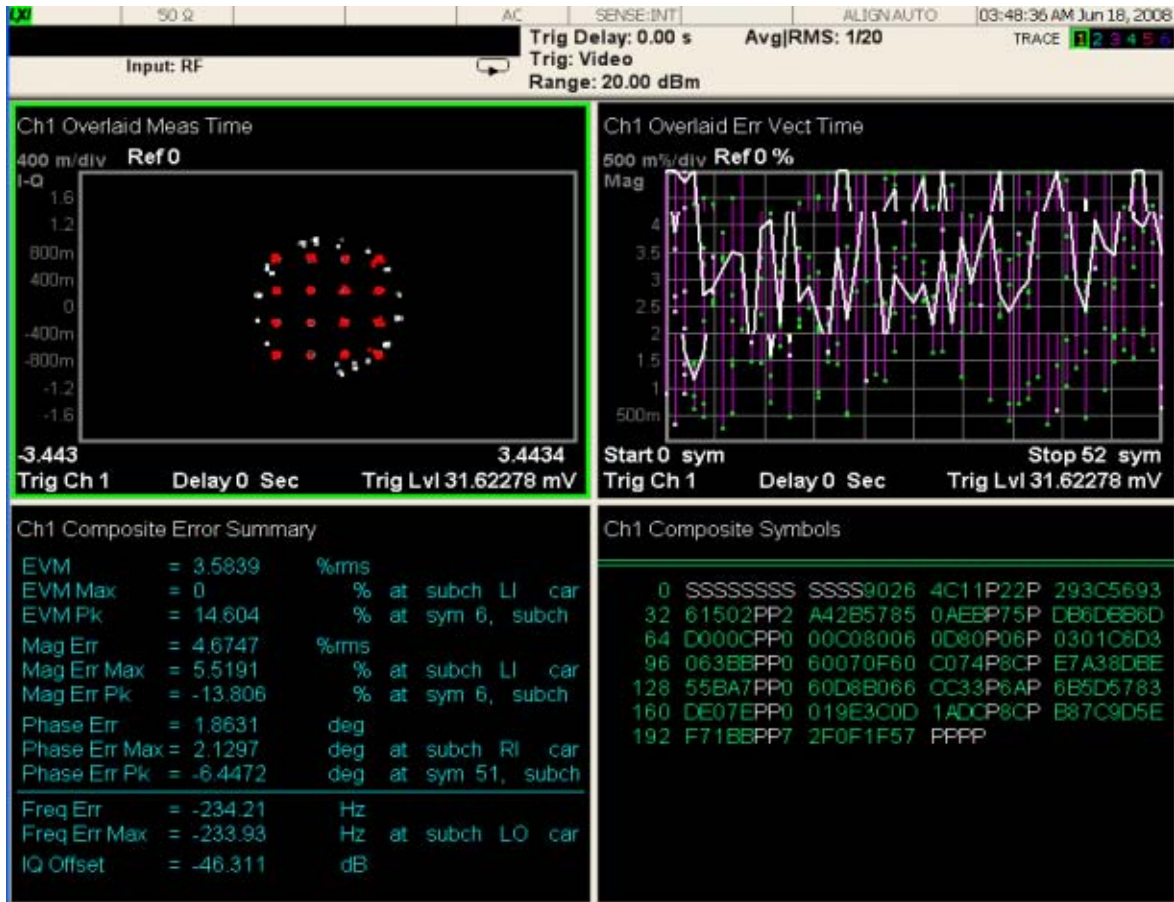 LXI 50 Ω AC SENSE:INT ALIGN AUTO 03:48:36 AM Jun 18, 2008
Trig Delay: 0.00 s Avg|RMS: 1/20 TRACE 1 2 3 4 5 6
Input: RF Trig: Video
Range: 20.00 dBm
Ch1 Overlaid Meas Time
400 m/div Ref 0
I-Q
1.6
1.2
800m
400m
0
-400m
-800m
-1.2
-1.6
-3.443 3.4434
Trig Ch 1 Delay 0 Sec Trig Lvl 31.62278 mV
Ch1 Overlaid Err Vect Time
500 m%/div Ref 0 %
Mag
4
3.5
3
2.5
2
1.5
1
500m
Start 0 sym Stop 52 sym
Trig Ch 1 Delay 0 Sec Trig Lvl 31.62278 mV
Ch1 Composite Error Summary
EVM = 3.5839 %rms
EVM Max = 0 % at subch LI car
EVM Pk = 14.604 % at sym 6, subch
Mag Err = 4.6747 %rms
Mag Err Max = 5.5191 % at subch LI car
Mag Err Pk = -13.806 % at sym 6, subch
Phase Err = 1.8631 deg
Phase Err Max = 2.1297 deg at subch RI car
Phase Err Pk = -6.4472 deg at sym 51, subch
Freq Err = -234.21 Hz
Freq Err Max = -233.93 Hz at subch LO car
IQ Offset = -46.311 dB
Ch1 Composite Symbols
0 SSSSSSSS SSSS9026 4C11P22P 293C5693
32 61502PP2 A42B5785 0AEBP75P DB6DBB6D
64 D000CPP0 00C08006 0D80P06P 0301C6D3
96 063BBPP0 60070F60 C074P8CP E7A38DBE
128 55BA7PP0 60D8B066 CC33P6AP 6B5D5783
160 DE07EPP0 019E3C0D 1ADCP8CP B87C9D5E
192 F71BBPP7 2F0F1F57 PPPP